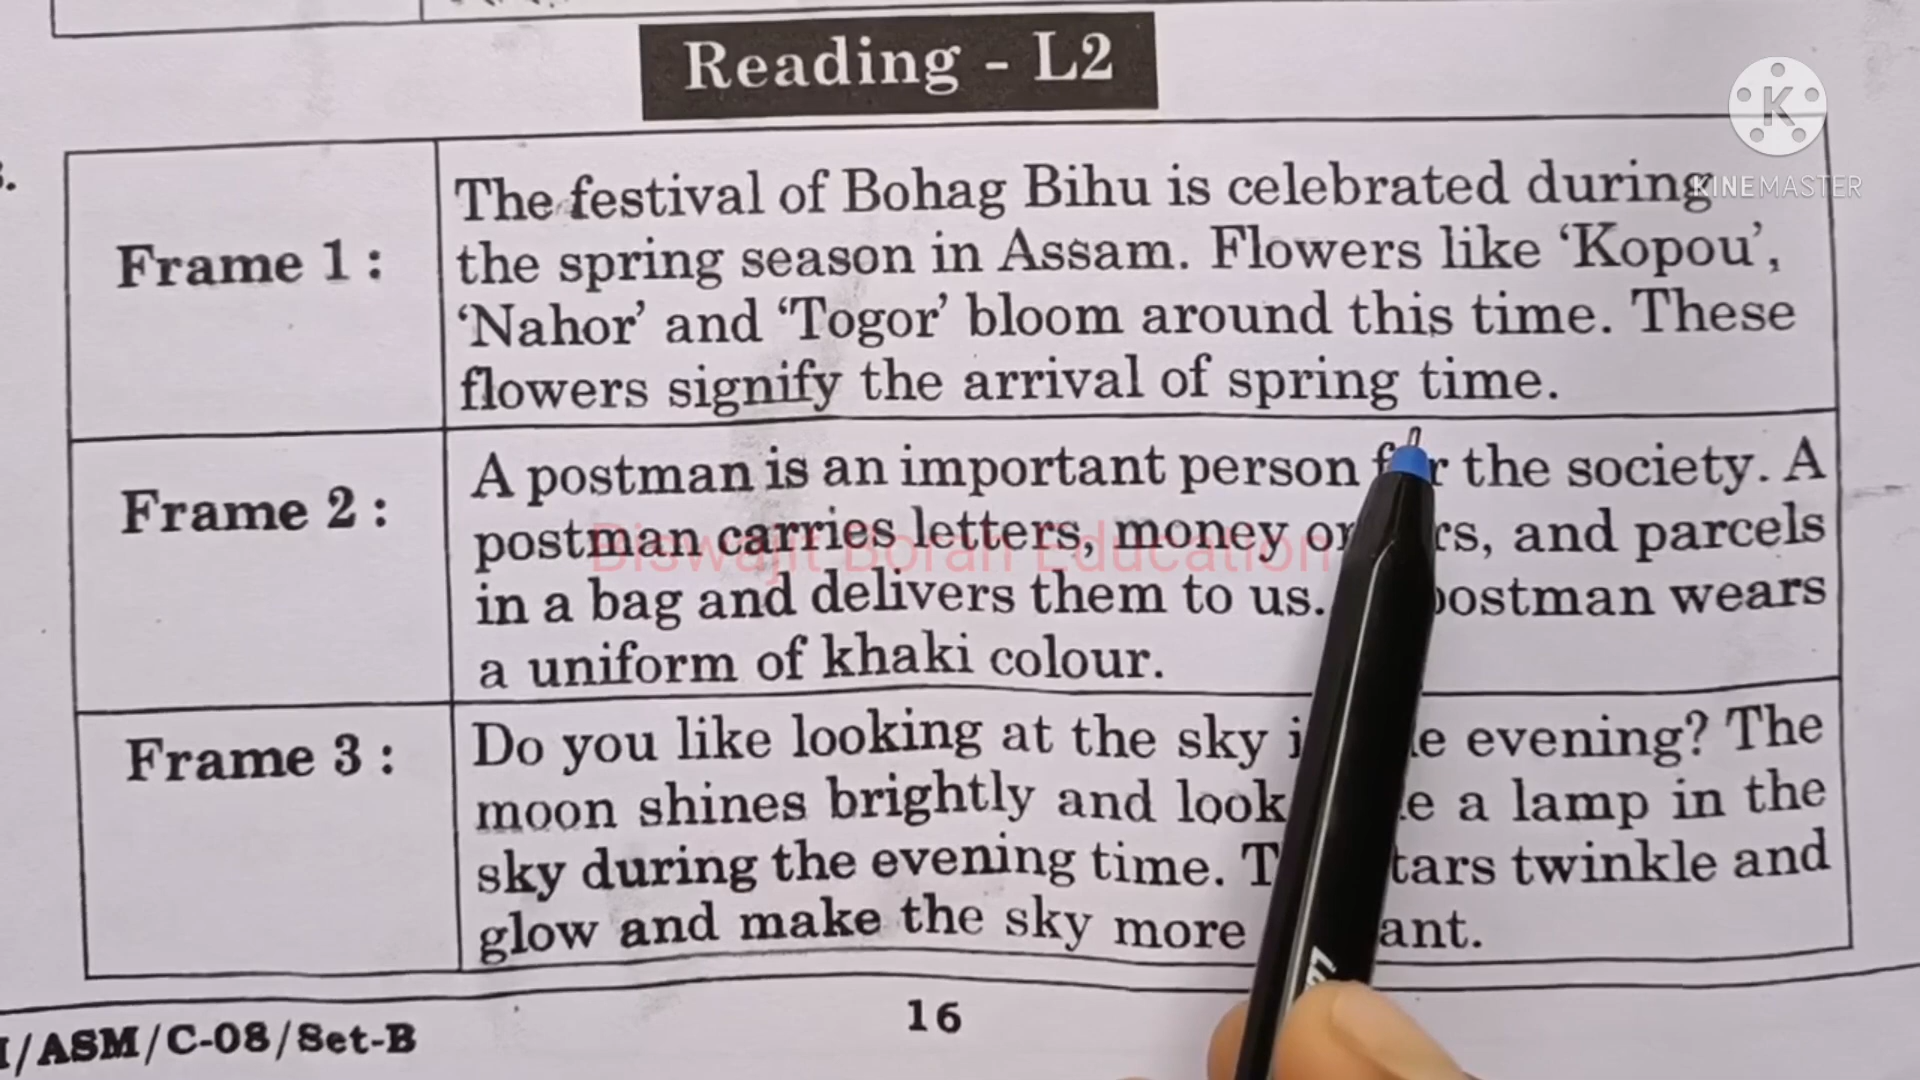 Reading - L2
K
KINEMASTER
Frame 1 :
The festival of Bohag Bihu is celebrated during
the spring season in Assam. Flowers like ‘Kopou’,
‘Nahor’ and ‘Togor’ bloom around this time. These
flowers signify the arrival of spring time.
Frame 2 :
A postman is an important person the society. A
postman carries letters, money and parcels
in a bag and delivers them to us. postman wears
a uniform of khaki colour.
Biswajit Borah Education
Frame 3 :
Do you like looking at the sky evening? The
moon shines brightly and a lamp in the
sky during the evening time. twinkle and
glow and make the sky more
16
/ASM/C-08/Set-B